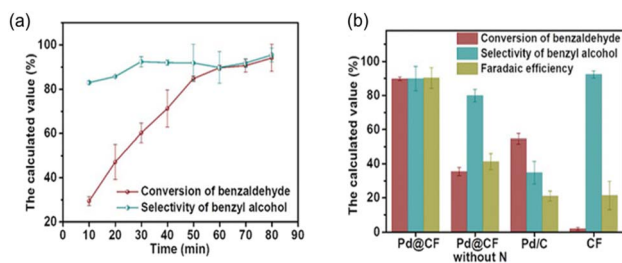 (a)
The calculated value (%)
100
80
60
40
20
0
Conversion of benzaldehyde
Selectivity of benzyl alcohol
0 10 20 30 40 50 60 70 80 90
Time (min)
(b)
The calculated value (%)
100
80
60
40
20
0
Conversion of benzaldehyde
Selectivity of benzyl alcohol
Faradaic efficiency
Pd@CF Pd@CF Pd/C CF
without N